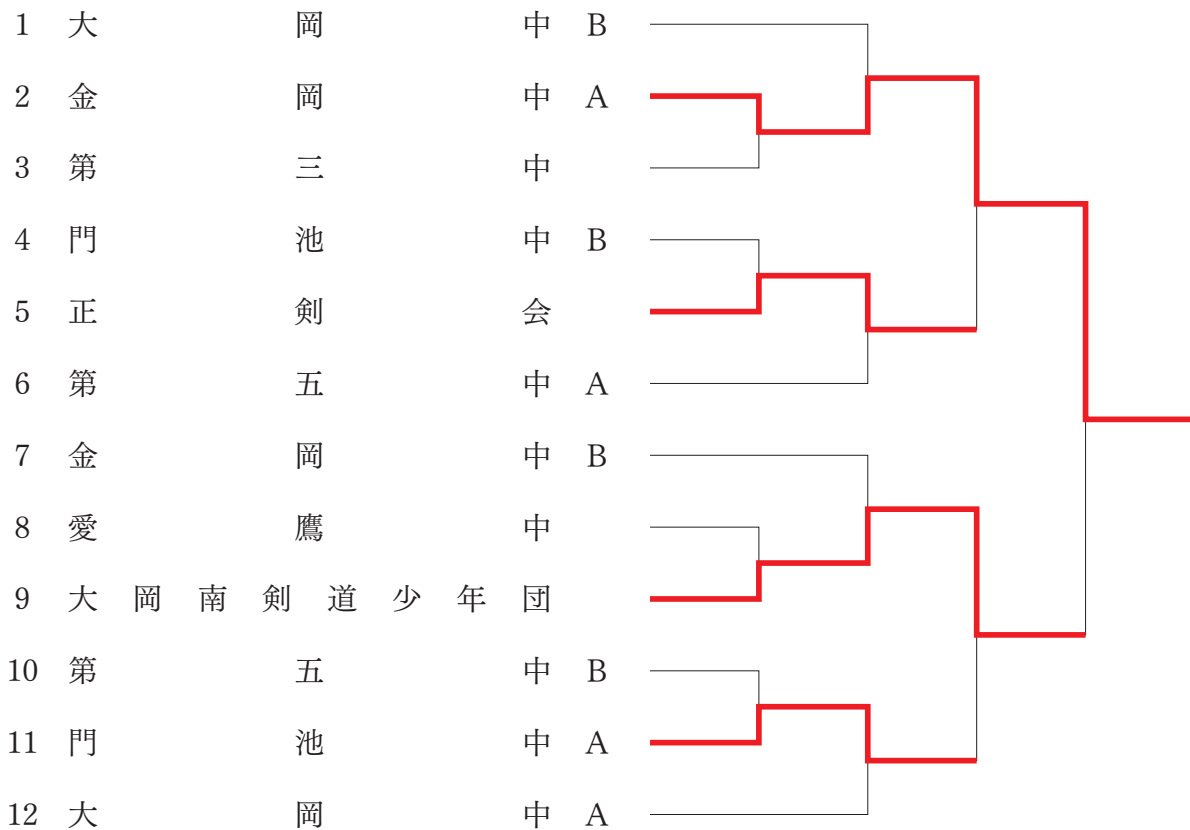 1 大岡中 B
2 金岡中 A
3 第三中
4 門池中 B
5 正剣会
6 第五中 A
7 金岡中 B
8 愛鷹中
9 大岡南剣道少年団
10 第五中 B
11 門池中 A
12 大岡中 A